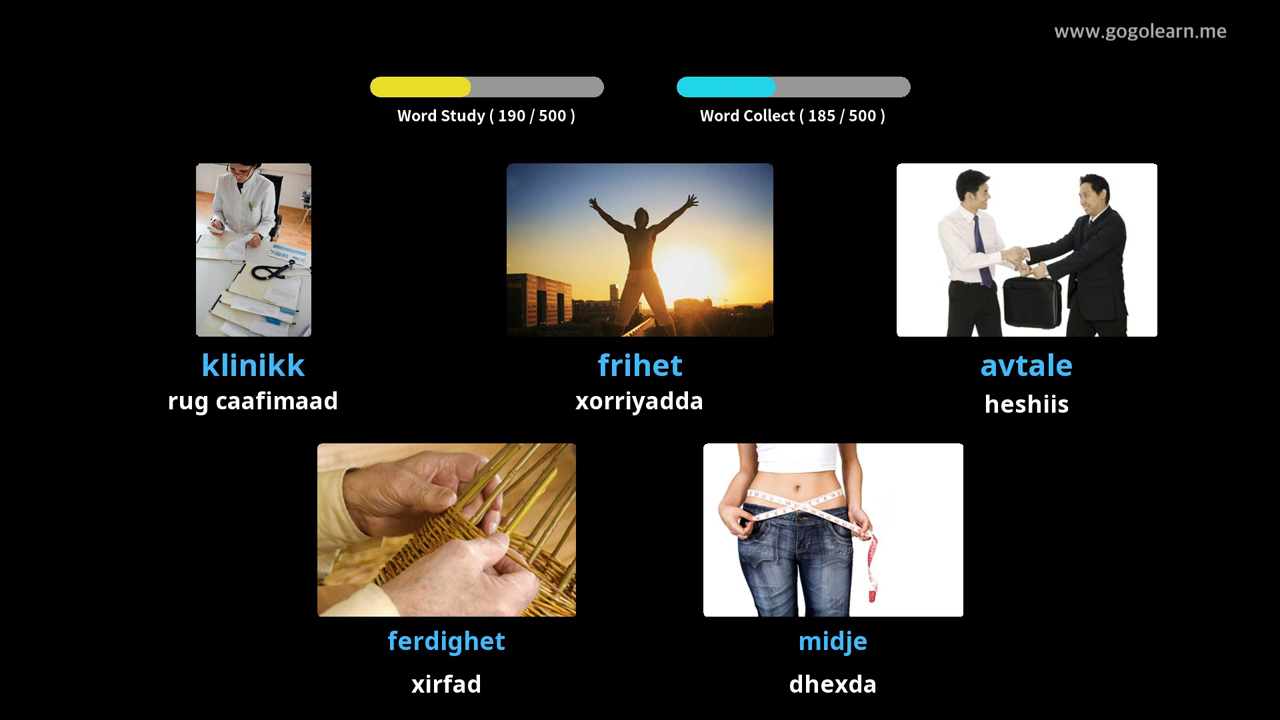 www.gogolearn.me
Word Study ( 190 / 500 )
Word Collect ( 185 / 500 )
klinikk
rug caafimaad
frihet
xorriyadda
avtale
heshiis
ferdighet
xirfad
midje
dhexda